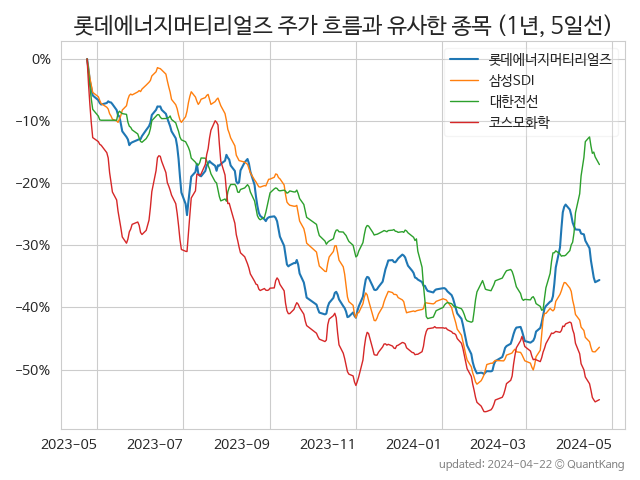 롯데에너지머티리얼즈 주가 흐름과 유사한 종목 (1년, 5일선)
롯데에너지머티리얼즈
삼성SDI
대한전선
코스모화학
0%
−10%
−20%
−30%
−40%
−50%
2023-05 2023-07 2023-09 2023-11 2024-01 2024-03 2024-05
updated: 2024-04-22 © QuantKang